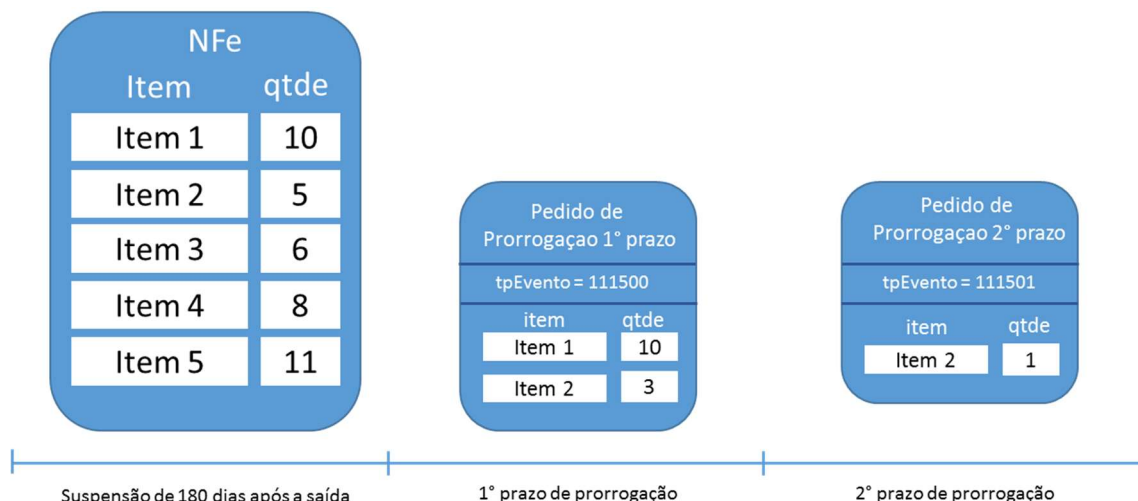 NFe
Item qtde
Item 1 10
Item 2 5
Item 3 6
Item 4 8
Item 5 11
Pedido de
Prorrogaçao 1° prazo
tpEvento = 111500
item qtde
Item 1 10
Item 2 3
Pedido de
Prorrogaçao 2° prazo
tpEvento = 111501
item qtde
Item 2 1
Suspensão de 180 dias após a saída
1° prazo de prorrogação
2° prazo de prorrogação